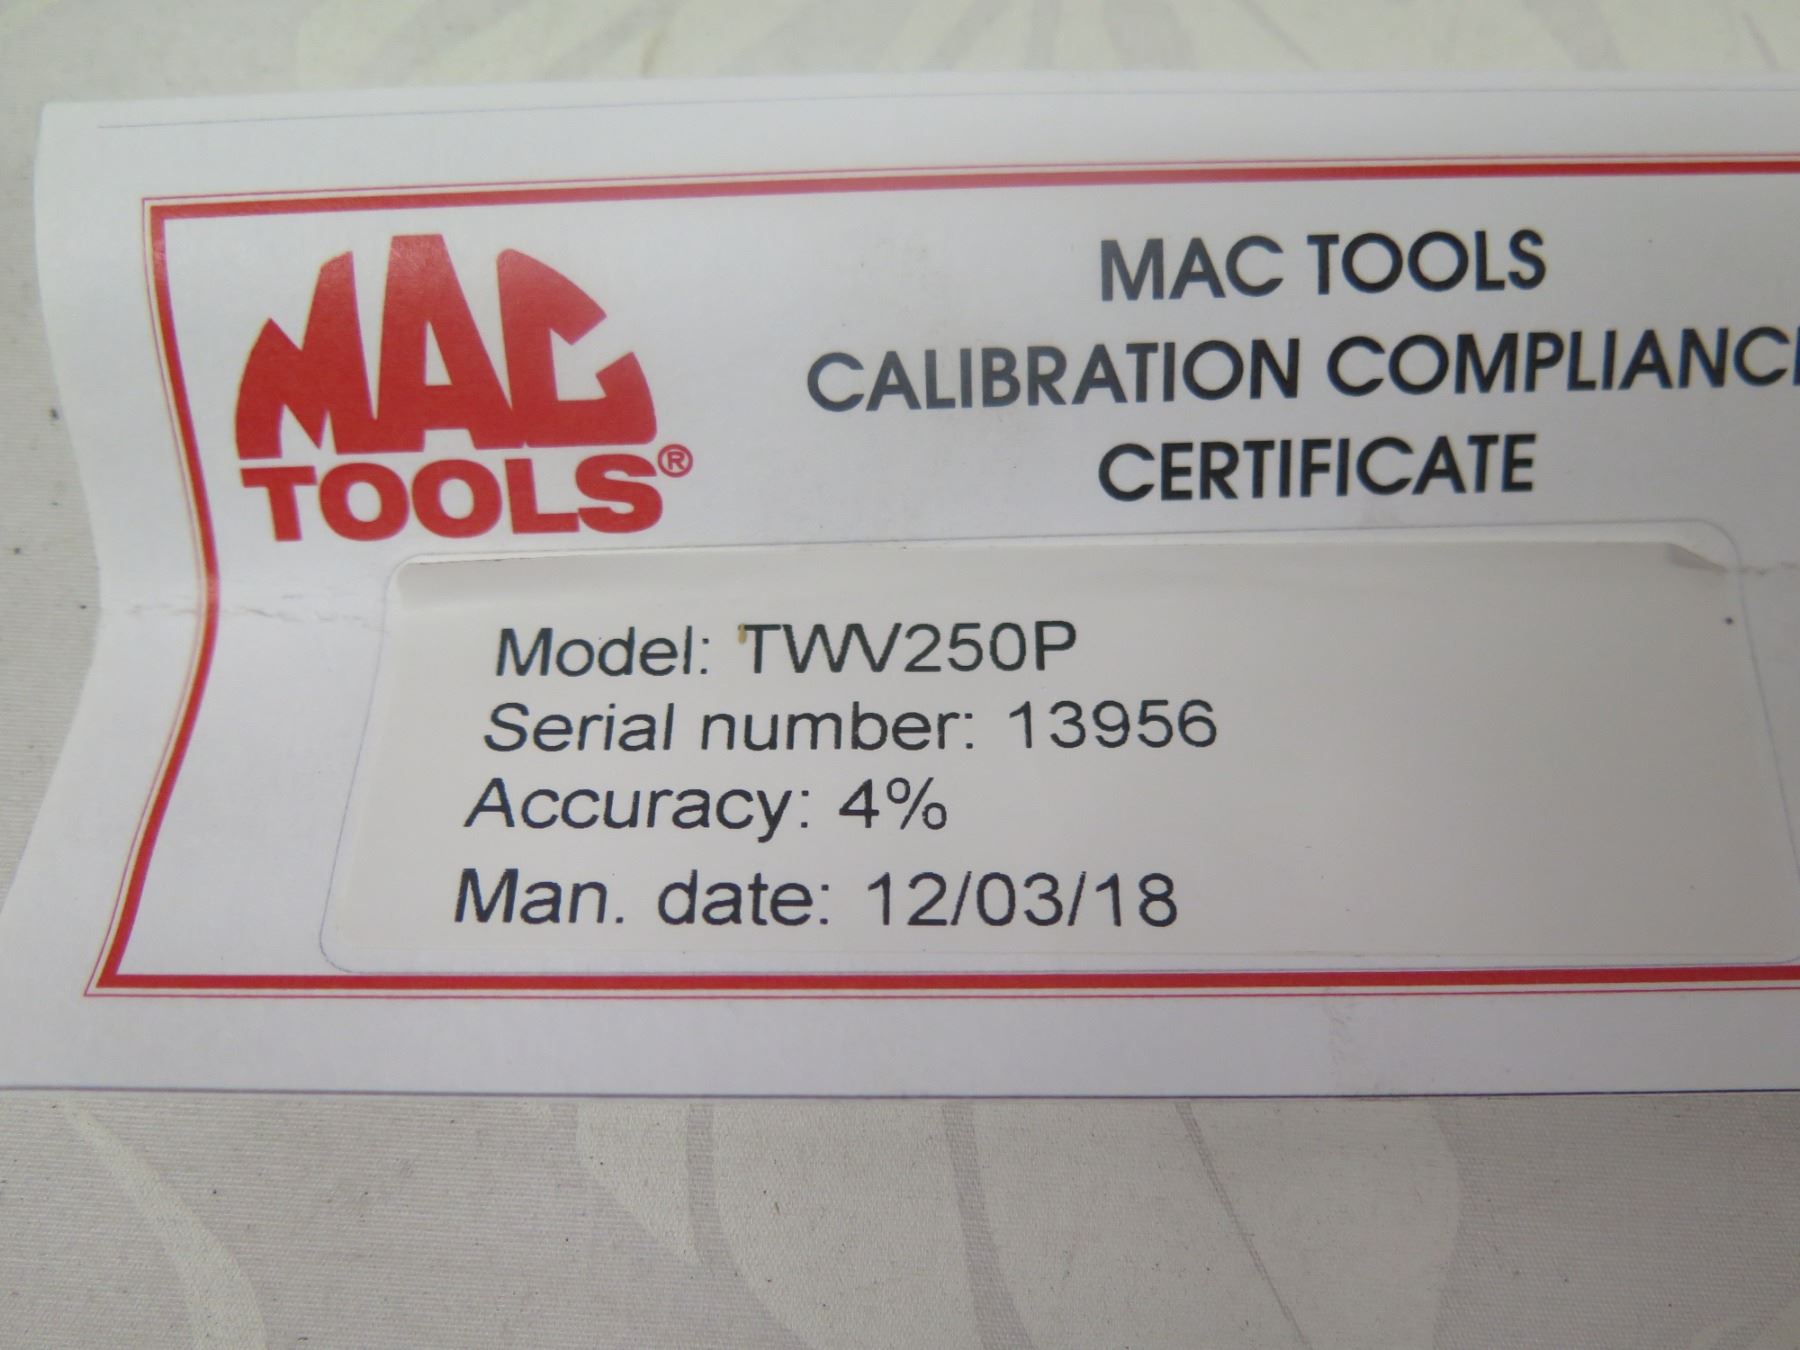 MAC
TOOLS®
MAC TOOLS
CALIBRATION COMPLIANC
CERTIFICATE
Model: TWV250P
Serial number: 13956
Accuracy: 4%
Man. date: 12/03/18